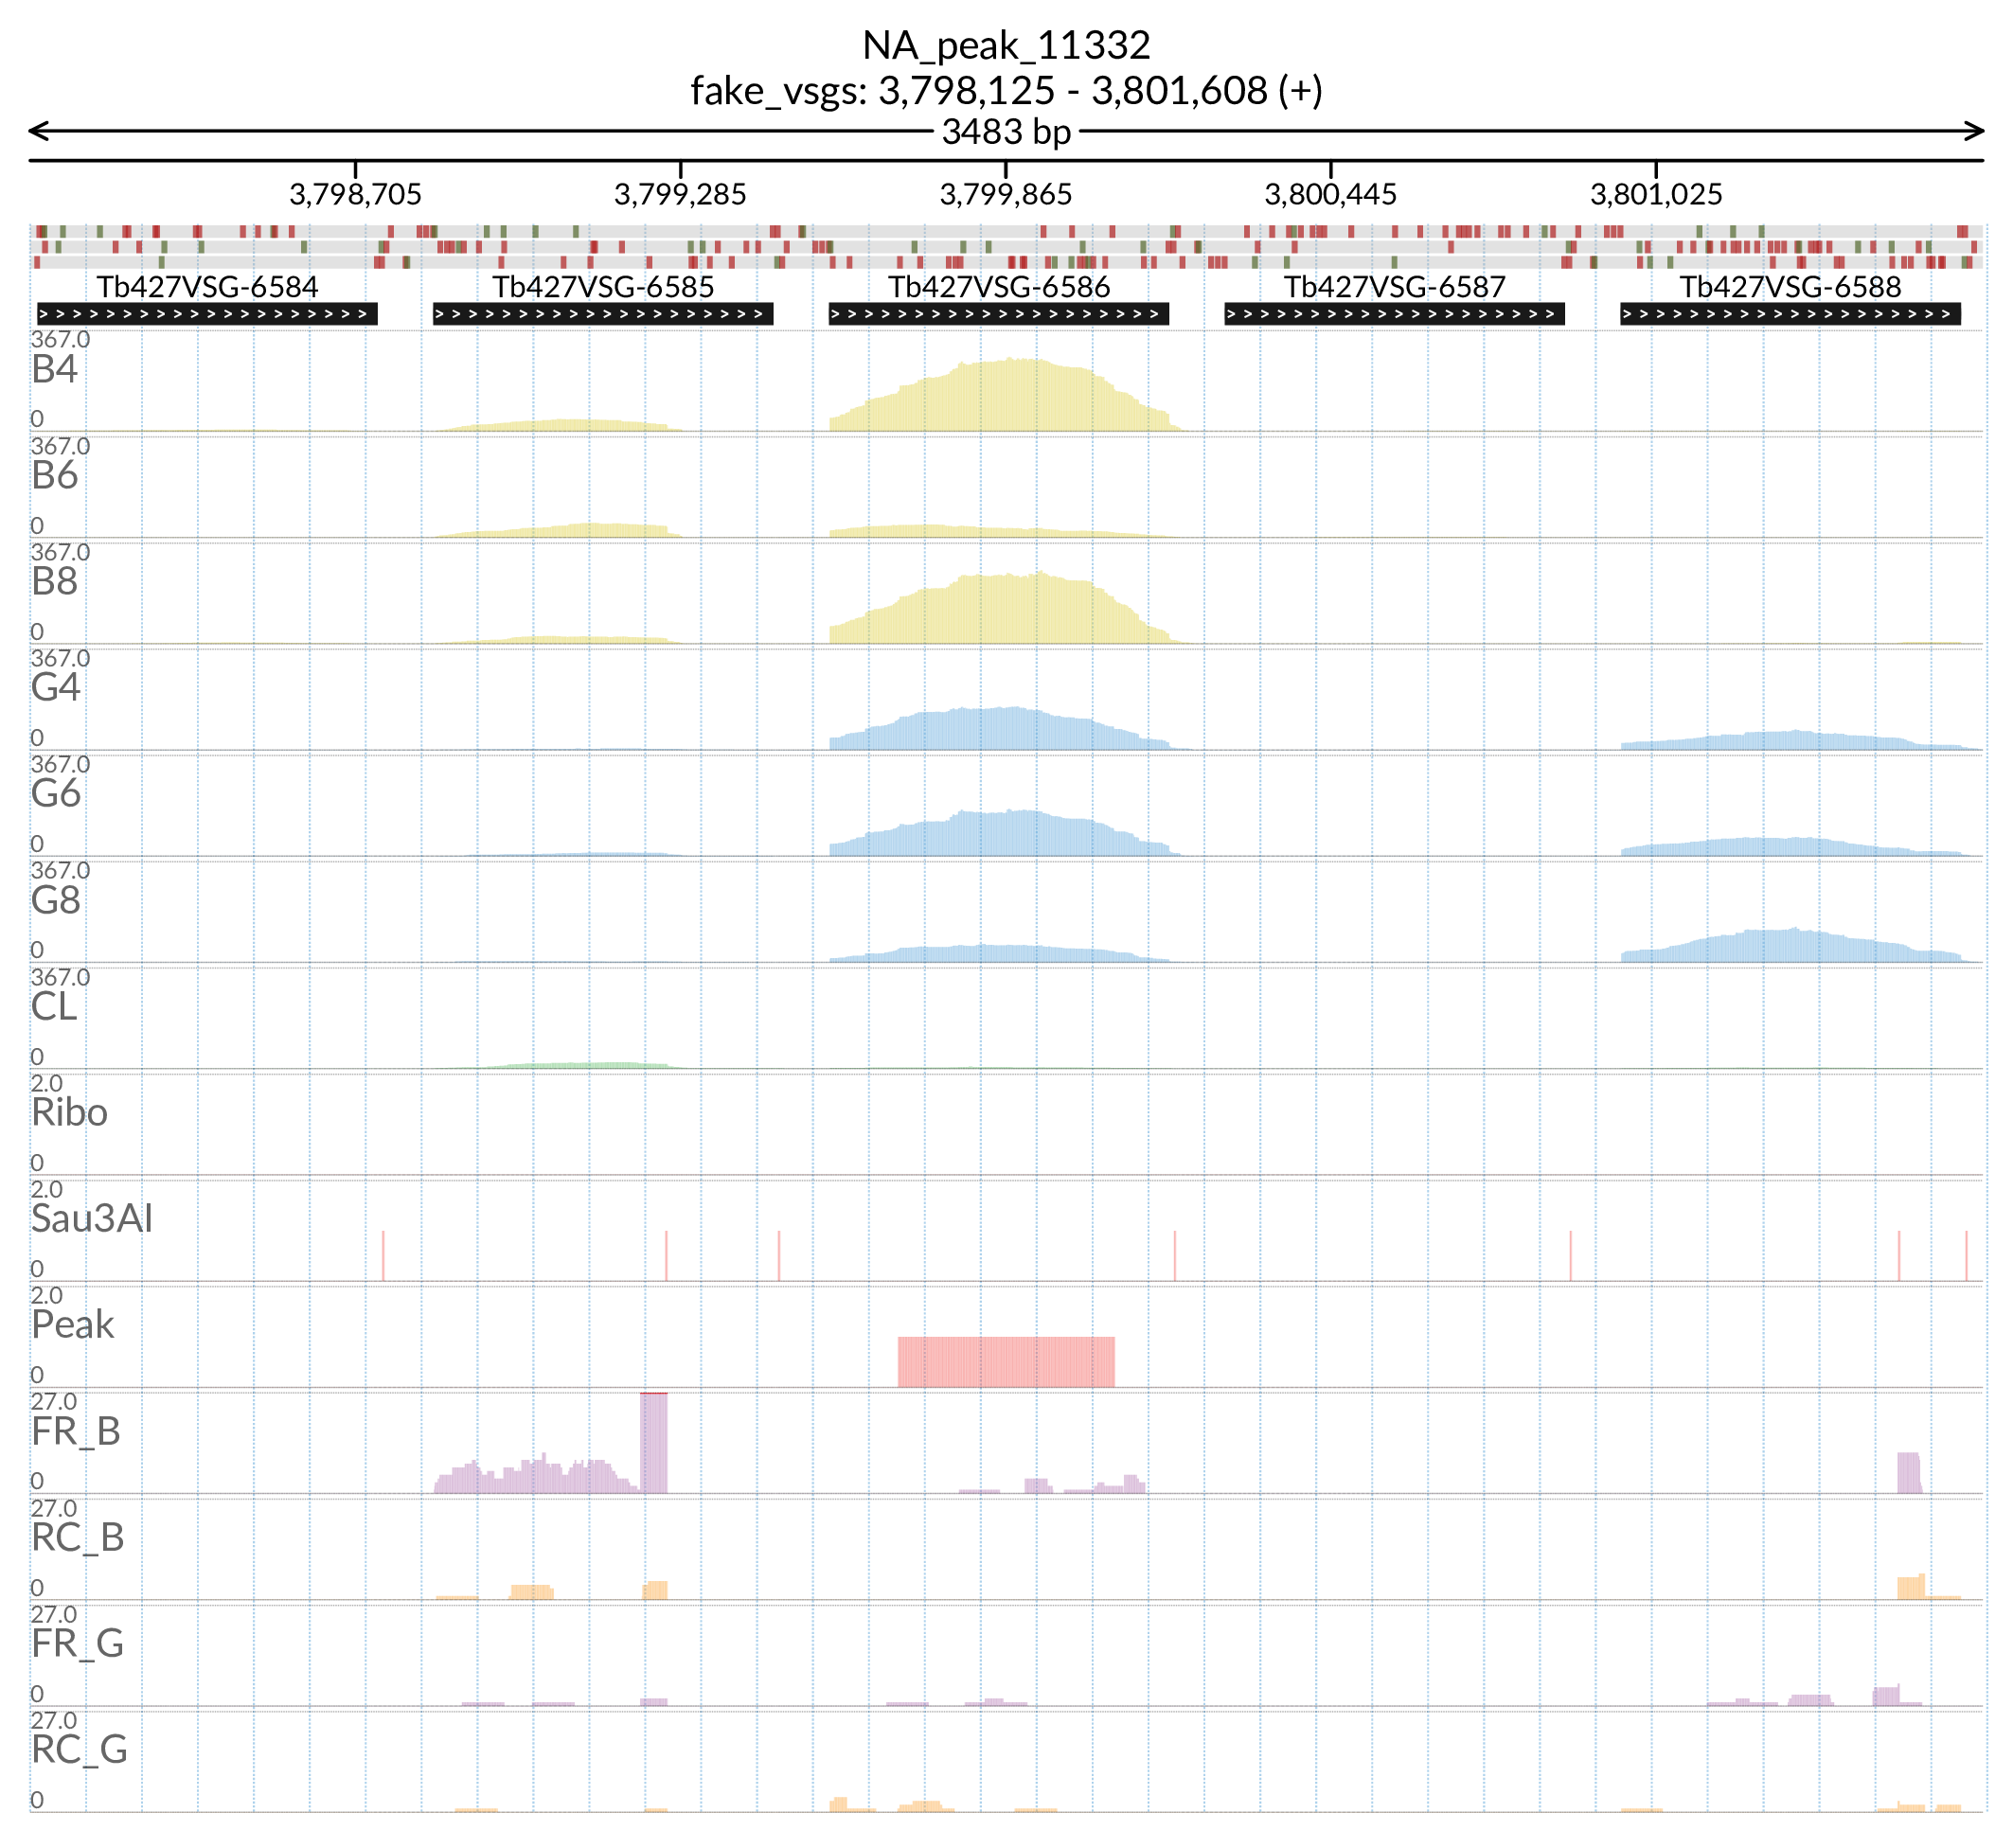 NA_peak_11332
fake_vsgs: 3,798,125 - 3,801,608 (+)
3483 bp
3,798,705 3,799,285 3,799,865 3,800,445 3,801,025
Tb427VSG-6584 Tb427VSG-6585 Tb427VSG-6586 Tb427VSG-6587 Tb427VSG-6588
367.0
B4
0
367.0
B6
0
367.0
B8
0
367.0
G4
0
367.0
G6
0
367.0
G8
0
367.0
CL
0
2.0
Ribo
0
2.0
Sau3AI
0
2.0
Peak
0
27.0
FR_B
0
27.0
RC_B
0
27.0
FR_G
0
27.0
RC_G
0